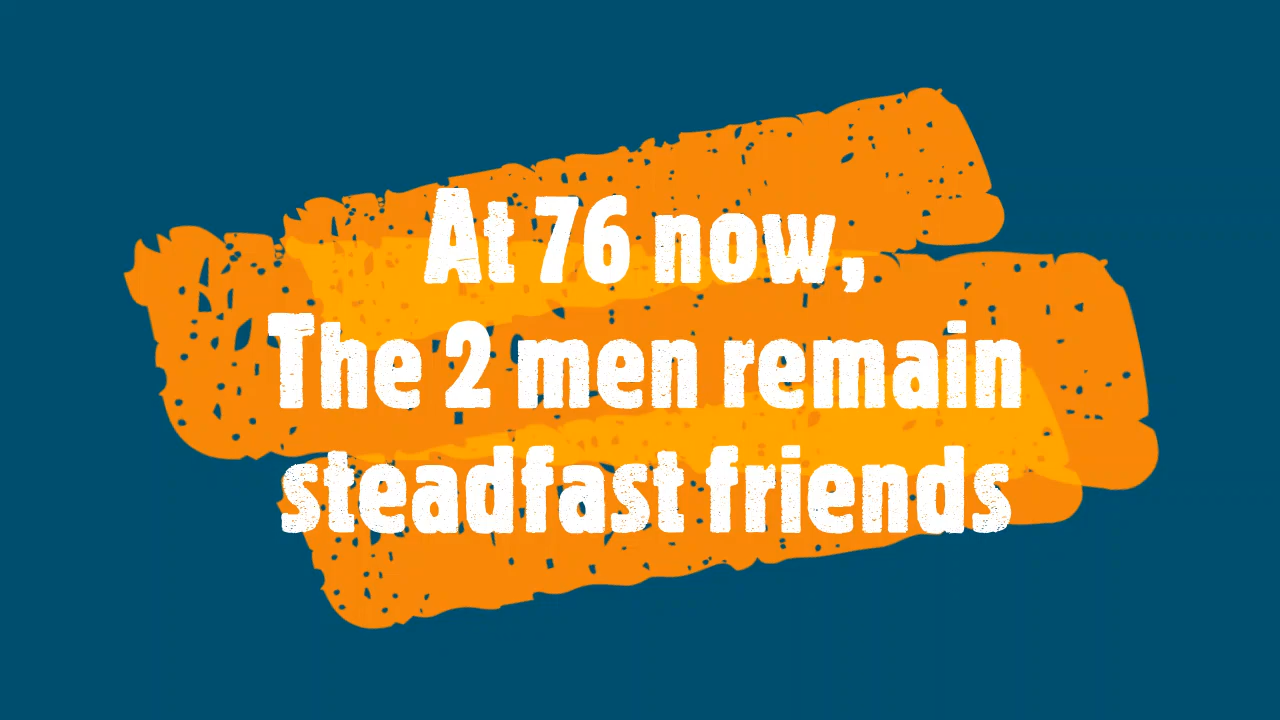 At 76 now,
The 2 men remain
steadfast friends